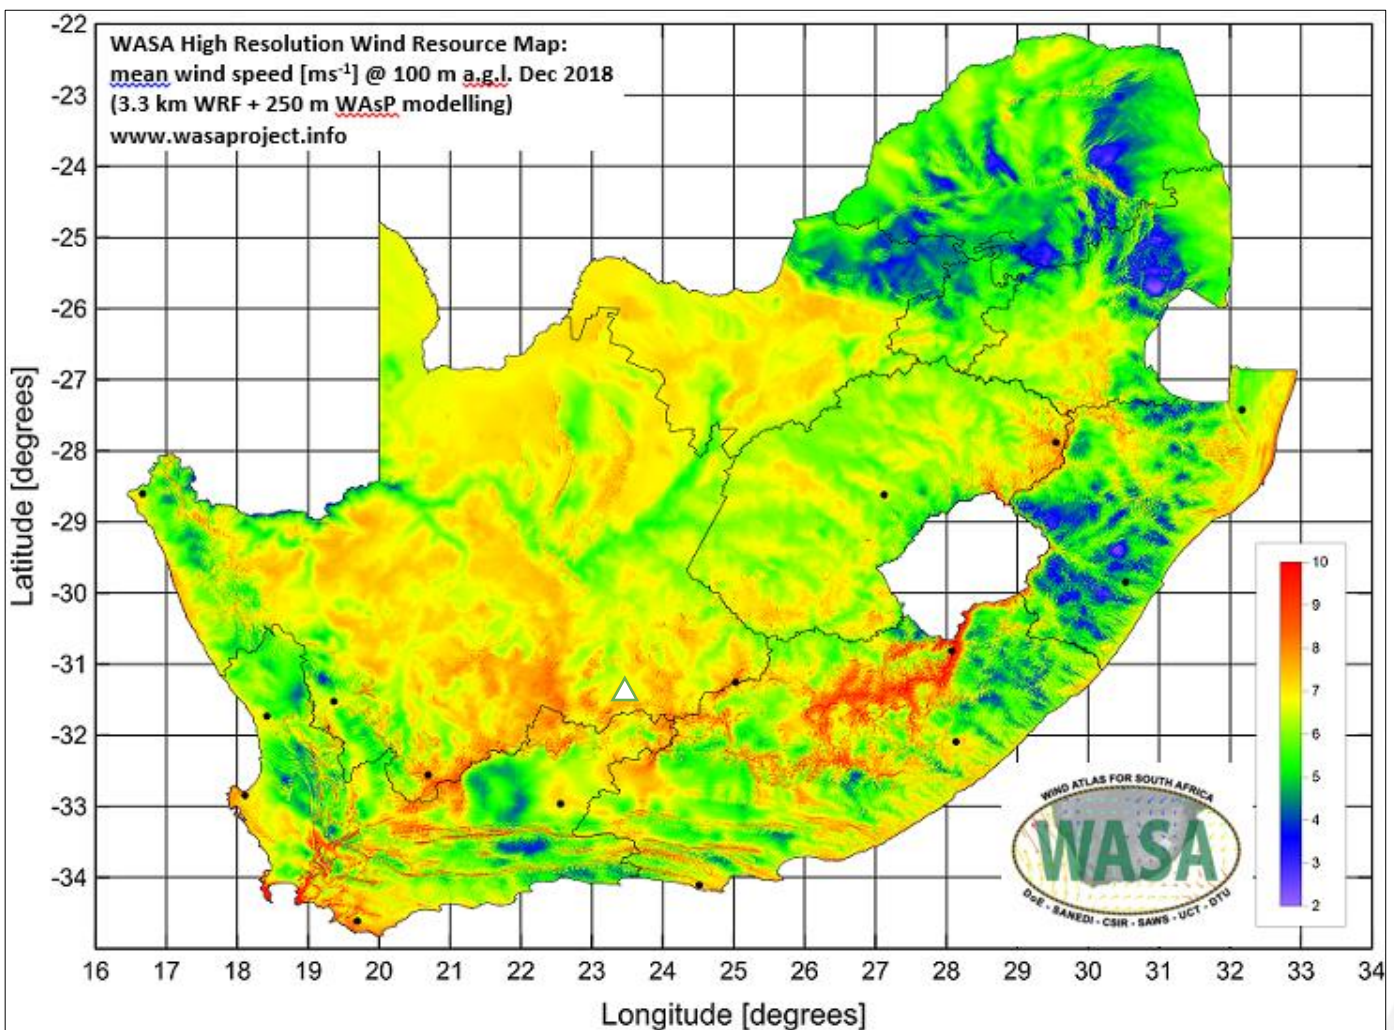 WASA High Resolution Wind Resource Map:
mean wind speed [ms⁻¹] @ 100 m a.g.l. Dec 2018
(3.3 km WRF + 250 m WAsP modelling)
www.wasaproject.info
Latitude [degrees]
-22
-23
-24
-25
-26
-27
-28
-29
-30
-31
-32
-33
-34
10
9
8
7
6
5
4
3
2
WIND ATLAS FOR SOUTH AFRICA
WASA
DoE - SANEDI - CSIR - SAWS - UCT - DTU
16 17 18 19 20 21 22 23 24 25 26 27 28 29 30 31 32 33 34
Longitude [degrees]